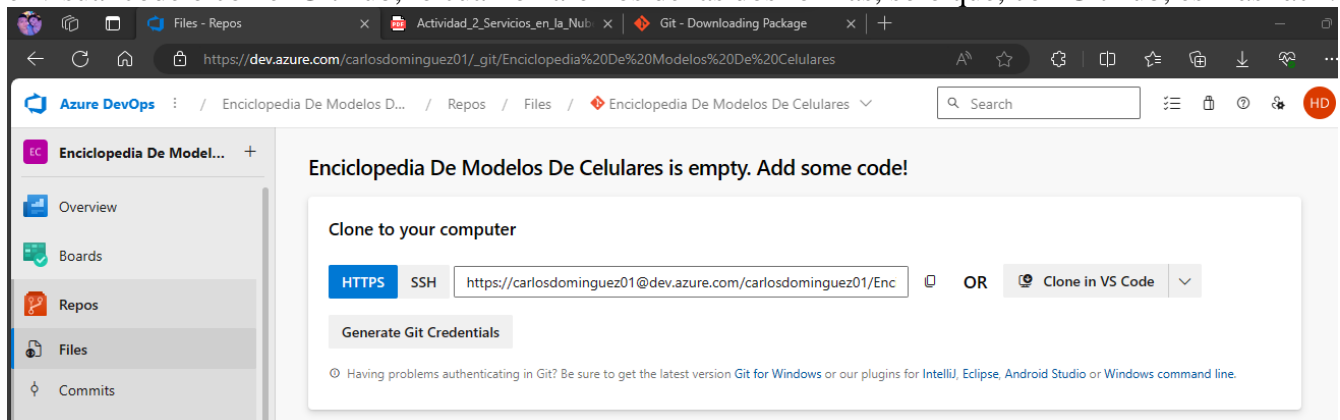 Files - Repos
Actividad_2_Servicios_en_la_Nub
Git - Downloading Package
https://dev.azure.com/carlosdominguez01/_git/Enciclopedia%20De%20Modelos%20De%20Celulares
Azure DevOps / Enciclopedia De Modelos D... / Repos / Files / Enciclopedia De Modelos De Celulares
Search
HD
EC Enciclopedia De Model... +
Overview
Boards
Repos
Files
Commits
Enciclopedia De Modelos De Celulares is empty. Add some code!
Clone to your computer
HTTPS SSH https://carlosdominguez01@dev.azure.com/carlosdominguez01/Enc OR Clone in VS Code
Generate Git Credentials
Having problems authenticating in Git? Be sure to get the latest version Git for Windows or our plugins for IntelliJ, Eclipse, Android Studio or Windows command line.